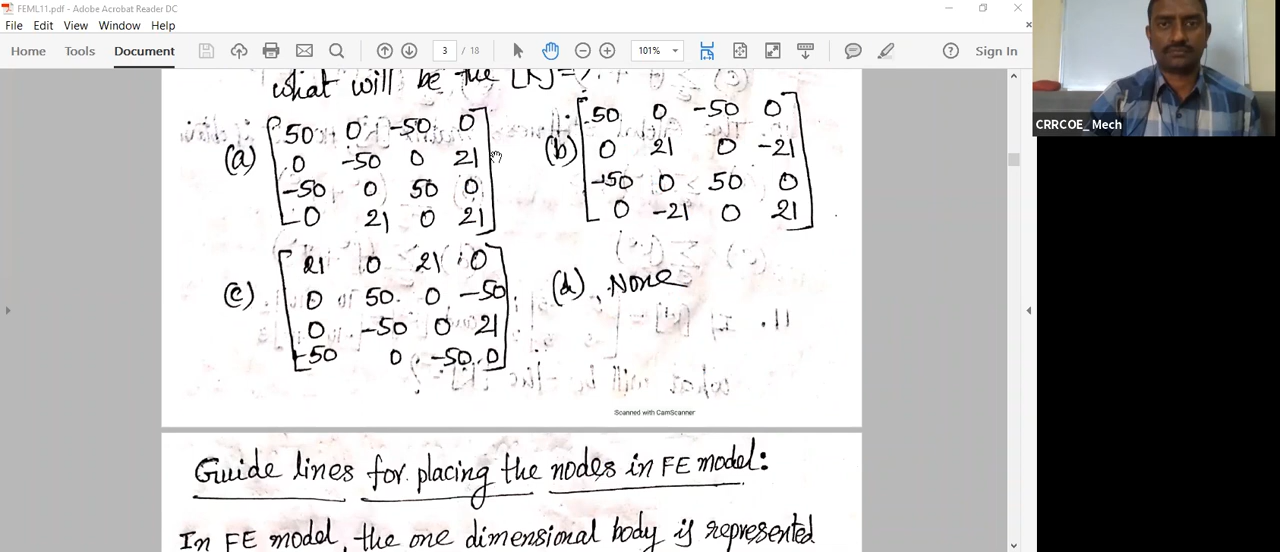 FEML11.pdf - Adobe Acrobat Reader DC
File Edit View Window Help
Home Tools Document 3 / 18 101% Sign In
what will be the [K]=?
(a) [50 0 -50 0
0 -50 0 21
-50 0 50 0
0 21 0 21]
(b) [50 0 -50 0
0 21 0 -21
-50 0 50 0
0 -21 0 21]
(c) [21 0 21 0
0 50 0 -50
0 -50 0 21
-50 0 -50 0]
(d) None
Scanned with CamScanner
Guide lines for placing the nodes in FE model:
In FE model, the one dimensional body is represented
CRRCOE_ Mech